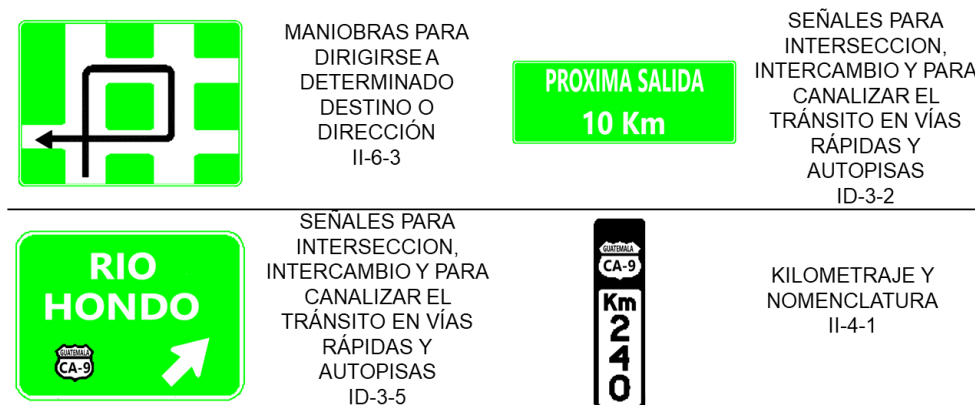 MANIOBRAS PARA
DIRIGIRSE A
DETERMINADO
DESTINO O
DIRECCIÓN
II-6-3
PROXIMA SALIDA
10 Km
SEÑALES PARA
INTERSECCION,
INTERCAMBIO Y PARA
CANALIZAR EL
TRÁNSITO EN VÍAS
RÁPIDAS Y
AUTOPISAS
ID-3-2
RIO
HONDO
GUATEMALA
CA-9
SEÑALES PARA
INTERSECCION,
INTERCAMBIO Y PARA
CANALIZAR EL
TRÁNSITO EN VÍAS
RÁPIDAS Y
AUTOPISAS
ID-3-5
GUATEMALA
CA-9
Km
2
4
0
KILOMETRAJE Y
NOMENCLATURA
II-4-1